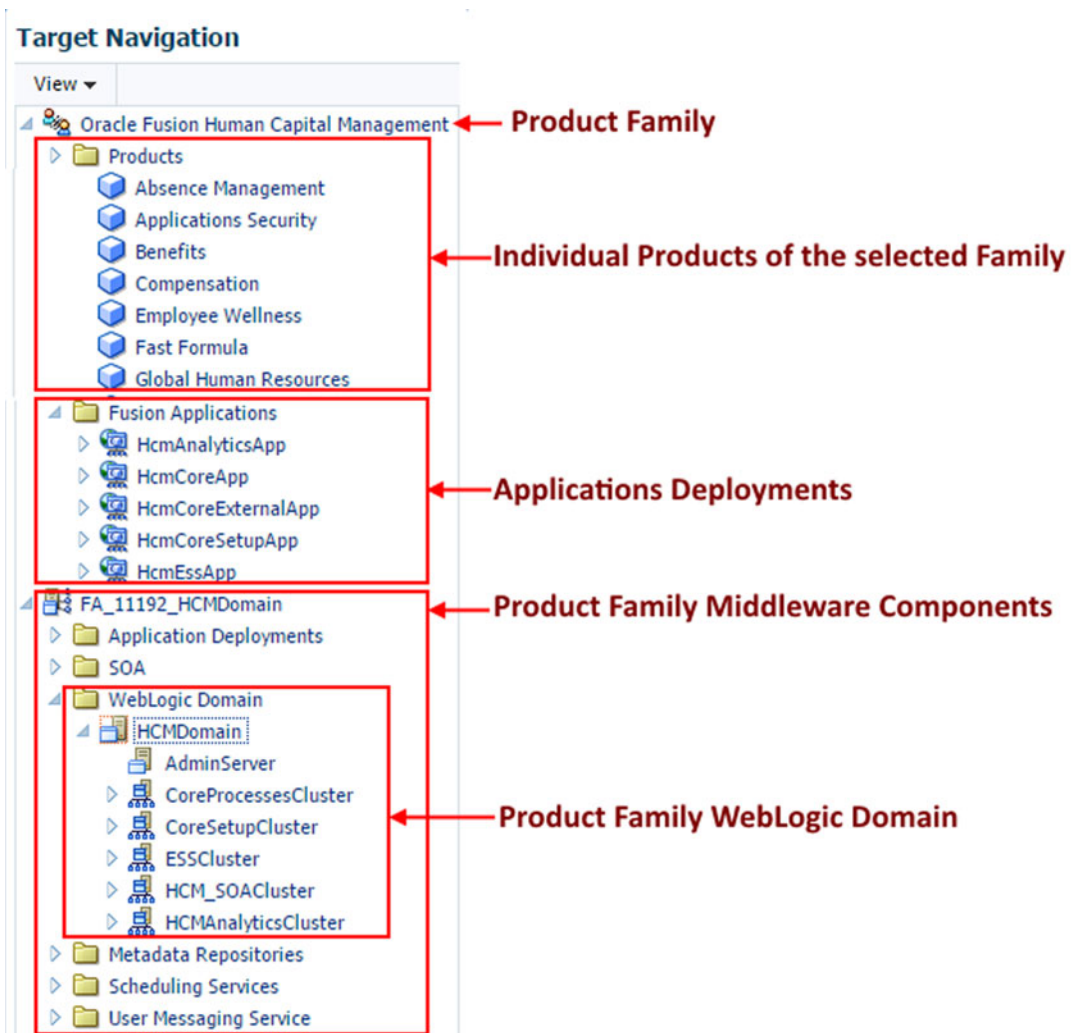 Target Navigation
View
Oracle Fusion Human Capital Management
Product Family
Products
Absence Management
Applications Security
Benefits
Individual Products of the selected Family
Compensation
Employee Wellness
Fast Formula
Global Human Resources
Fusion Applications
HcmAnalyticsApp
HcmCoreApp
Applications Deployments
HcmCoreExternalApp
HcmCoreSetupApp
HcmEssApp
FA_11192_HCMDomain
Product Family Middleware Components
Application Deployments
SOA
WebLogic Domain
HCMDomain
AdminServer
CoreProcessesCluster
CoreSetupCluster
Product Family WebLogic Domain
ESSCluster
HCM_SOACluster
HCMAnalyticsCluster
Metadata Repositories
Scheduling Services
User Messaging Service